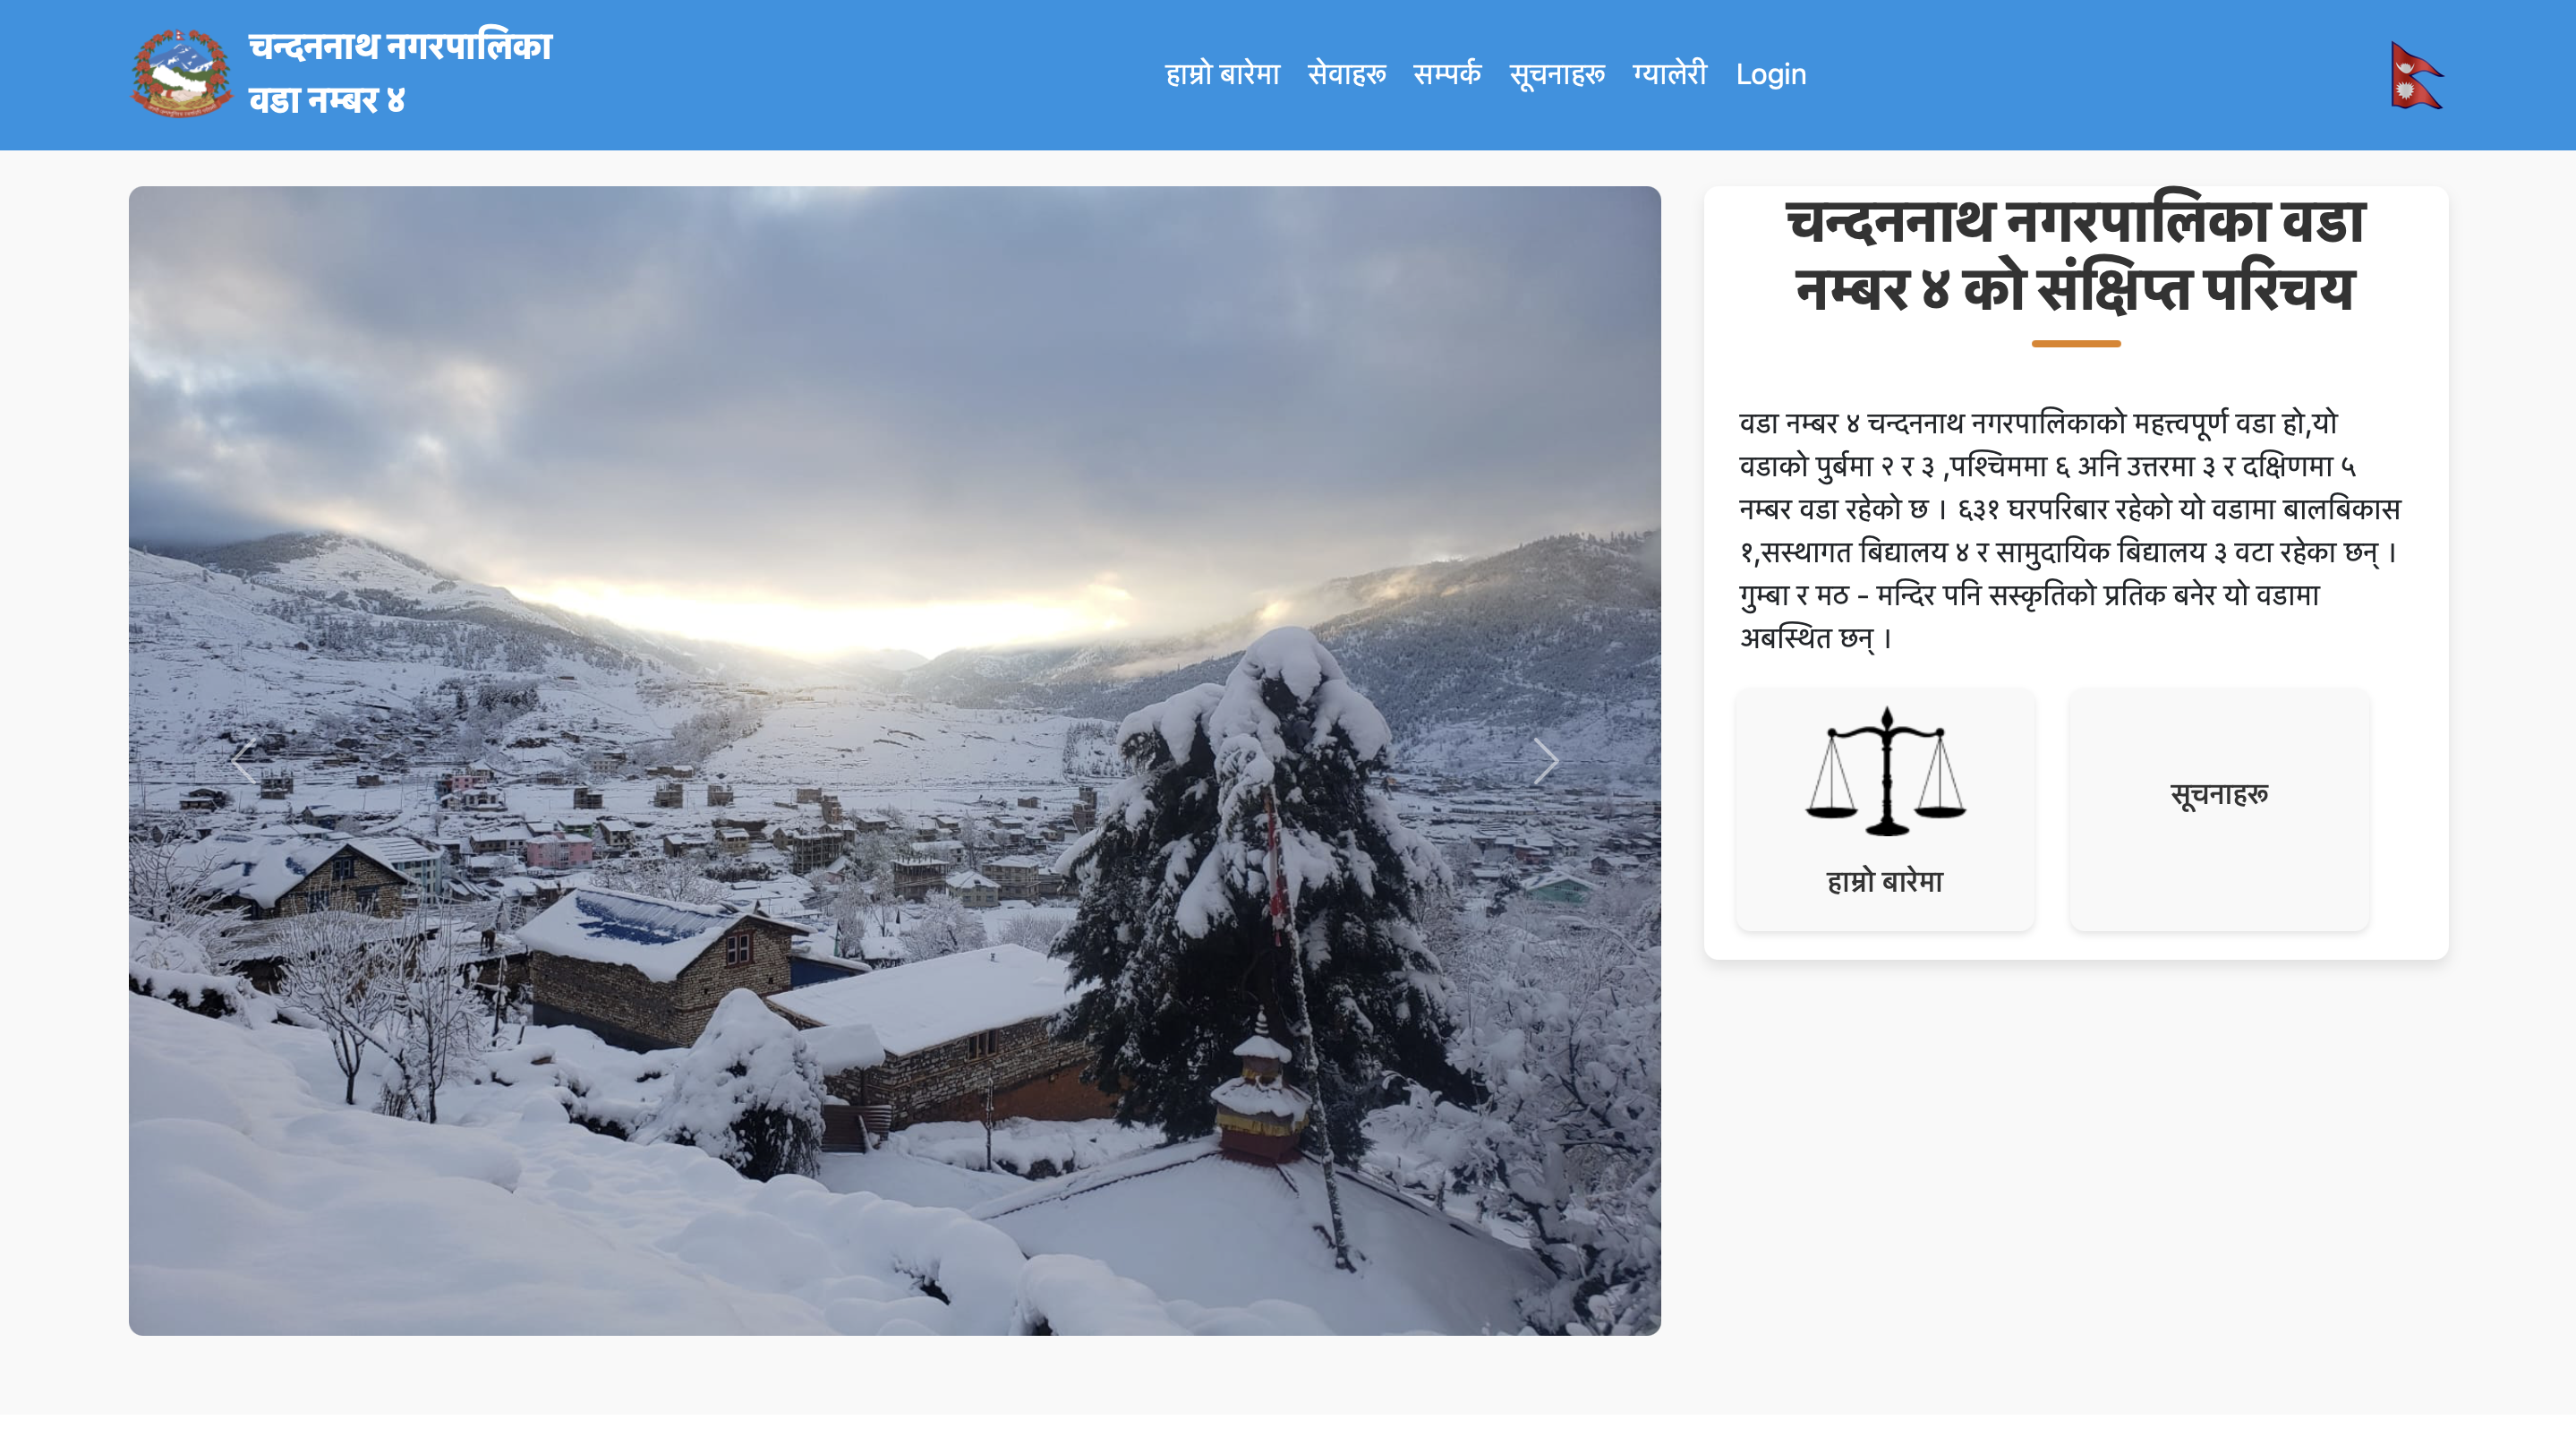 चन्दननाथ नगरपालिका
वडा नम्बर ४
हाम्रो बारेमा सेवाहरू सम्पर्क सूचनाहरू ग्यालेरी Login
चन्दननाथ नगरपालिका वडा
नम्बर ४ को संक्षिप्त परिचय
वडा नम्बर ४ चन्दननाथ नगरपालिकाको महत्त्वपूर्ण वडा हो,यो
वडाको पुर्बमा २ र ३ ,पश्चिममा ६ अनि उत्तरमा ३ र दक्षिणमा ५
नम्बर वडा रहेको छ । ६३१ घरपरिबार रहेको यो वडामा बालबिकास
१,सस्थागत बिद्यालय ४ र सामुदायिक बिद्यालय ३ वटा रहेका छन् ।
गुम्बा र मठ - मन्दिर पनि सस्कृतिको प्रतिक बनेर यो वडामा
अबस्थित छन् ।
हाम्रो बारेमा
सूचनाहरू